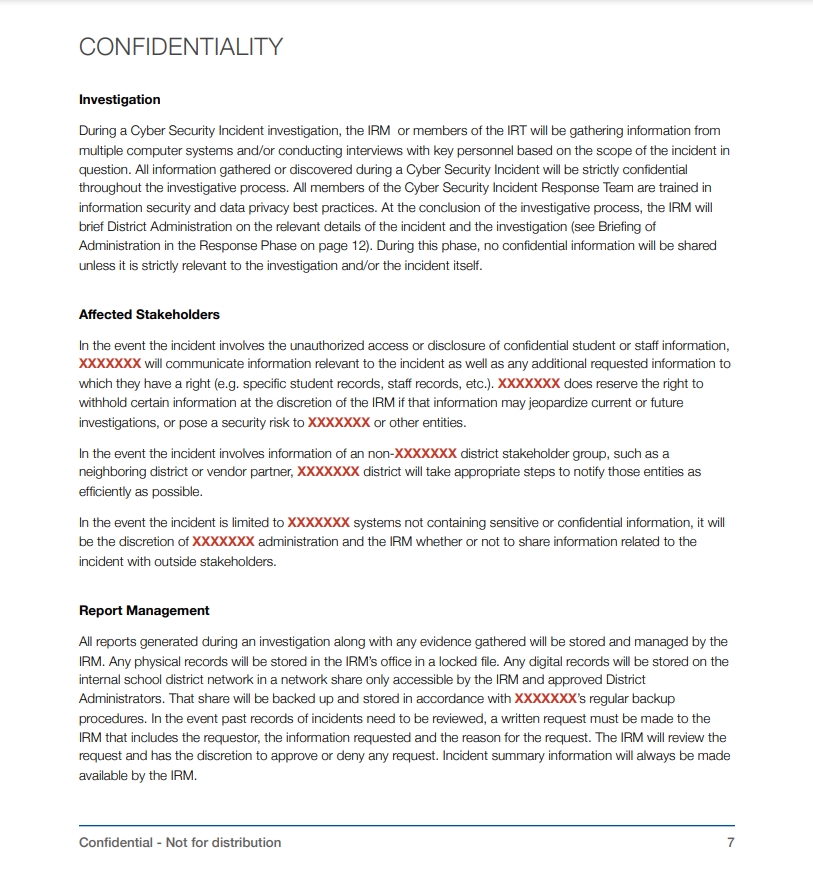 CONFIDENTIALITY
Investigation
During a Cyber Security Incident investigation, the IRM  or members of the IRT will be gathering information from
multiple computer systems and/or conducting interviews with key personnel based on the scope of the incident in
question. All information gathered or discovered during a Cyber Security Incident will be strictly confidential
throughout the investigative process. All members of the Cyber Security Incident Response Team are trained in
information security and data privacy best practices. At the conclusion of the investigative process, the IRM will
brief District Administration on the relevant details of the incident and the investigation (see Briefing of
Administration in the Response Phase on page 12). During this phase, no confidential information will be shared
unless it is strictly relevant to the investigation and/or the incident itself.
Affected Stakeholders
In the event the incident involves the unauthorized access or disclosure of confidential student or staff information,
XXXXXXX will communicate information relevant to the incident as well as any additional requested information to
which they have a right (e.g. specific student records, staff records, etc.). XXXXXXX does reserve the right to
withhold certain information at the discretion of the IRM if that information may jeopardize current or future
investigations, or pose a security risk to XXXXXXX or other entities.
In the event the incident involves information of an non-XXXXXXX district stakeholder group, such as a
neighboring district or vendor partner, XXXXXXX district will take appropriate steps to notify those entities as
efficiently as possible.
In the event the incident is limited to XXXXXXX systems not containing sensitive or confidential information, it will
be the discretion of XXXXXXX administration and the IRM whether or not to share information related to the
incident with outside stakeholders.
Report Management
All reports generated during an investigation along with any evidence gathered will be stored and managed by the
IRM. Any physical records will be stored in the IRM's office in a locked file. Any digital records will be stored on the
internal school district network in a network share only accessible by the IRM and approved District
Administrators. That share will be backed up and stored in accordance with XXXXXXX's regular backup
procedures. In the event past records of incidents need to be reviewed, a written request must be made to the
IRM that includes the requestor, the information requested and the reason for the request. The IRM will review the
request and has the discretion to approve or deny any request. Incident summary information will always be made
available by the IRM.
Confidential - Not for distribution 7